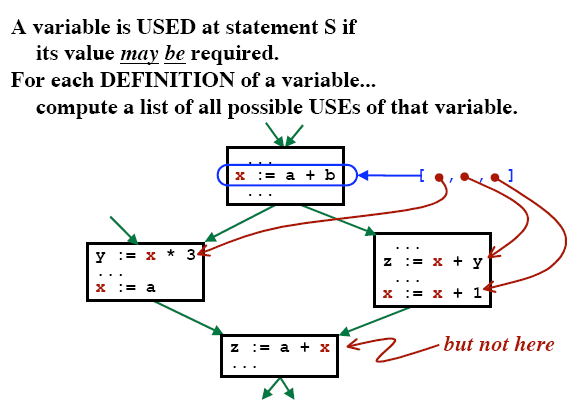 A variable is USED at statement S if
its value may be required.
For each DEFINITION of a variable...
compute a list of all possible USEs of that variable.
...
x := a + b
...
[ , , ]
y := x * 3
...
x := a
...
z := x + y
...
x := x + 1
z := a + x
...
but not here